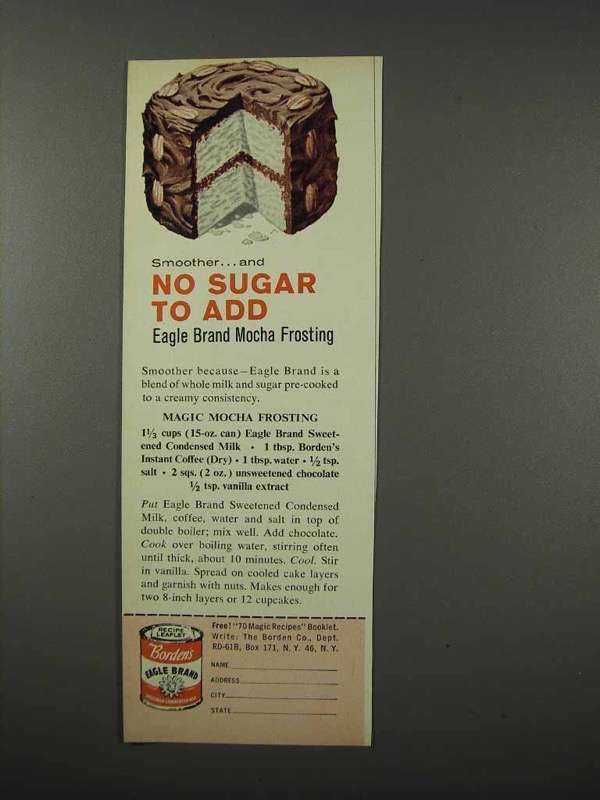 Smoother...and
NO SUGAR
TO ADD
Eagle Brand Mocha Frosting
Smoother because—Eagle Brand is a
blend of whole milk and sugar pre-cooked
to a creamy consistency.
MAGIC MOCHA FROSTING
1⅓ cups (15-oz. can) Eagle Brand Sweet-
ened Condensed Milk • 1 tbsp. Borden's
Instant Coffee (Dry) • 1 tbsp. water • ½ tsp.
salt • 2 sqs. (2 oz.) unsweetened chocolate
½ tsp. vanilla extract
Put Eagle Brand Sweetened Condensed
Milk, coffee, water and salt in top of
double boiler; mix well. Add chocolate.
Cook over boiling water, stirring often
until thick, about 10 minutes. Cool. Stir
in vanilla. Spread on cooled cake layers
and garnish with nuts. Makes enough for
two 8-inch layers or 12 cupcakes.
RECIPE
LEAFLET
Borden's
EAGLE BRAND
Free! "70 Magic Recipes" Booklet.
Write: The Borden Co., Dept.
RD-61B, Box 171, N. Y. 46, N. Y.
NAME
ADDRESS
CITY
STATE